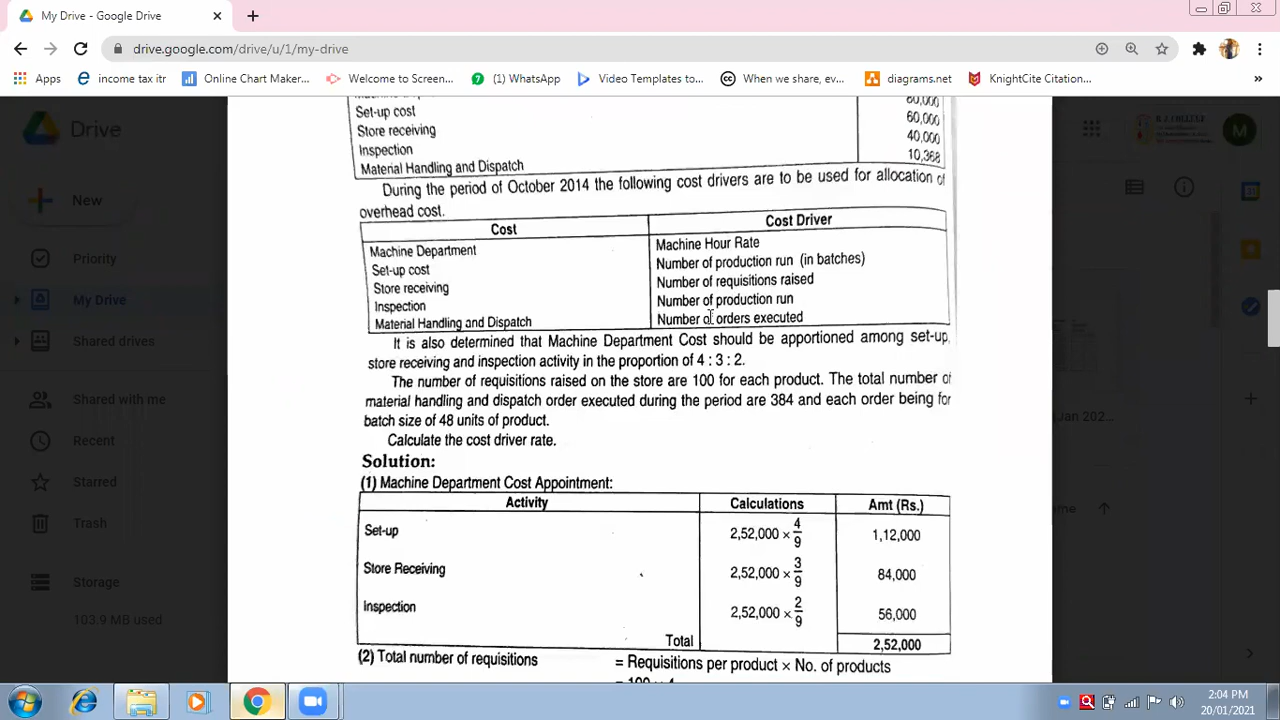 My Drive - Google Drive
drive.google.com/drive/u/1/my-drive
Apps income tax itr Online Chart Maker... Welcome to Screen... (1) WhatsApp Video Templates to... When we share, ev... diagrams.net KnightCite Citation... »
Drive
New
Priority
My Drive
Shared drives
Shared with me
Recent
Starred
Trash
Storage
103.9 MB used
M
Jan 202...
Set-up cost 60,000
Store receiving 40,000
Inspection 10,368
Material Handling and Dispatch
During the period of October 2014 the following cost drivers are to be used for allocation of
overhead cost.
Cost Cost Driver
Machine Department Machine Hour Rate
Set-up cost Number of production run (in batches)
Store receiving Number of requisitions raised
Inspection Number of production run
Material Handling and Dispatch Number of orders executed
It is also determined that Machine Department Cost should be apportioned among set-up,
store receiving and inspection activity in the proportion of 4 : 3 : 2.
The number of requisitions raised on the store are 100 for each product. The total number of
material handling and dispatch order executed during the period are 384 and each order being for
batch size of 48 units of product.
Calculate the cost driver rate.
Solution:
(1) Machine Department Cost Appointment:
Activity Calculations Amt (Rs.)
Set-up 2,52,000 × 4/9 1,12,000
Store Receiving 2,52,000 × 3/9 84,000
Inspection 2,52,000 × 2/9 56,000
Total 2,52,000
(2) Total number of requisitions = Requisitions per product × No. of products
2:04 PM
20/01/2021